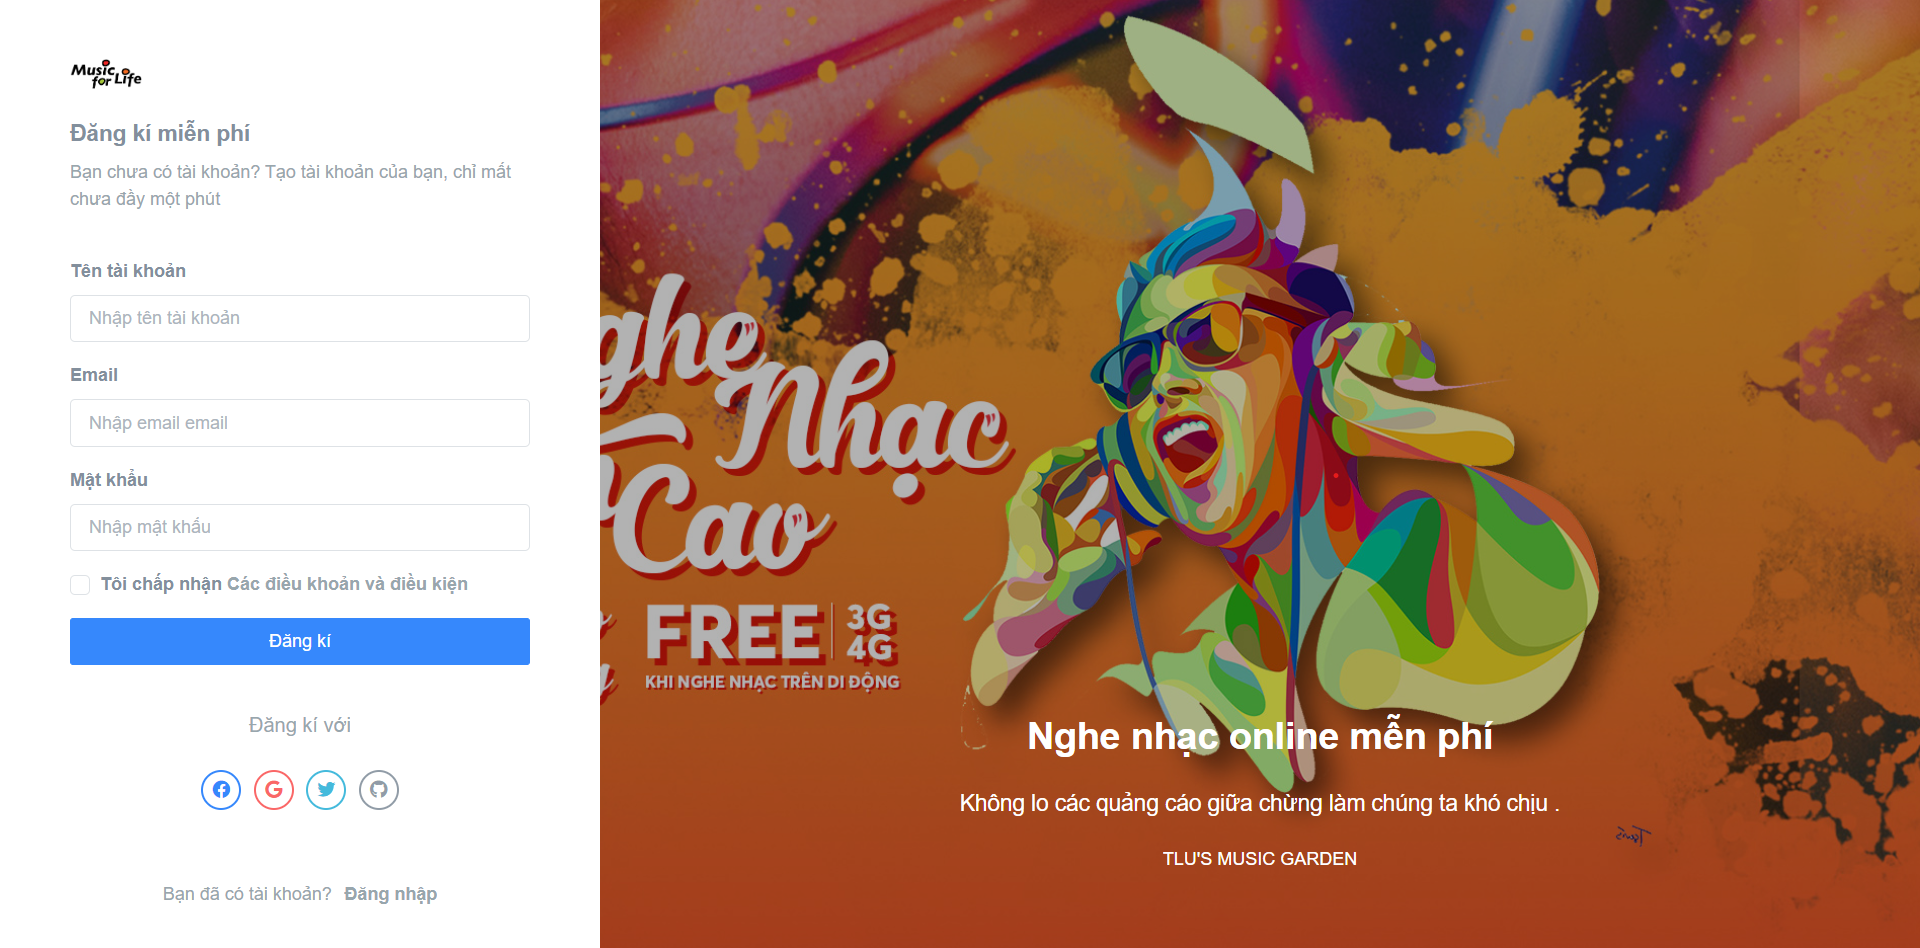 Music
for Life
Đăng kí miễn phí
Bạn chưa có tài khoản? Tạo tài khoản của bạn, chỉ mất
chưa đầy một phút
Tên tài khoản
Nhập tên tài khoản
Email
Nhập email email
Mật khẩu
Nhập mật khẩu
Tôi chấp nhận Các điều khoản và điều kiện
Đăng kí
Đăng kí với
Bạn đã có tài khoản? Đăng nhập
ghe
Nhạc
Cao
FREE
3G
4G
KHI NGHE NHẠC TRÊN DI ĐỘNG
Nghe nhạc online mễn phí
Không lo các quảng cáo giữa chừng làm chúng ta khó chịu .
TLU'S MUSIC GARDEN